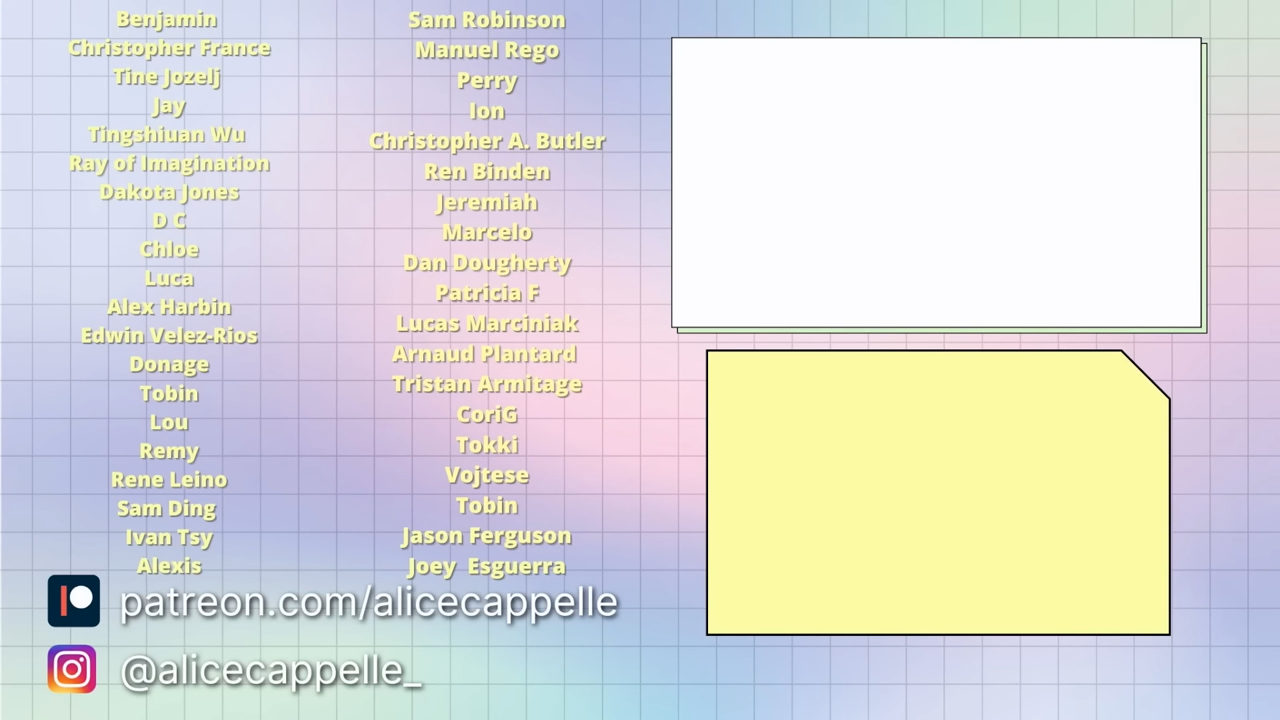 Benjamin
Christopher France
Tine Jozelj
Jay
Tingshiuan Wu
Ray of Imagination
Dakota Jones
D C
Chloe
Luca
Alex Harbin
Edwin Velez-Rios
Donage
Tobin
Lou
Remy
Rene Leino
Sam Ding
Ivan Tsy
Alexis
Sam Robinson
Manuel Rego
Perry
Ion
Christopher A. Butler
Ren Binden
Jeremiah
Marcelo
Dan Dougherty
Patricia F
Lucas Marciniak
Arnaud Plantard
Tristan Armitage
CoriG
Tokki
Vojtese
Tobin
Jason Ferguson
Joey  Esguerra
patreon.com/alicecappelle
@alicecappelle_